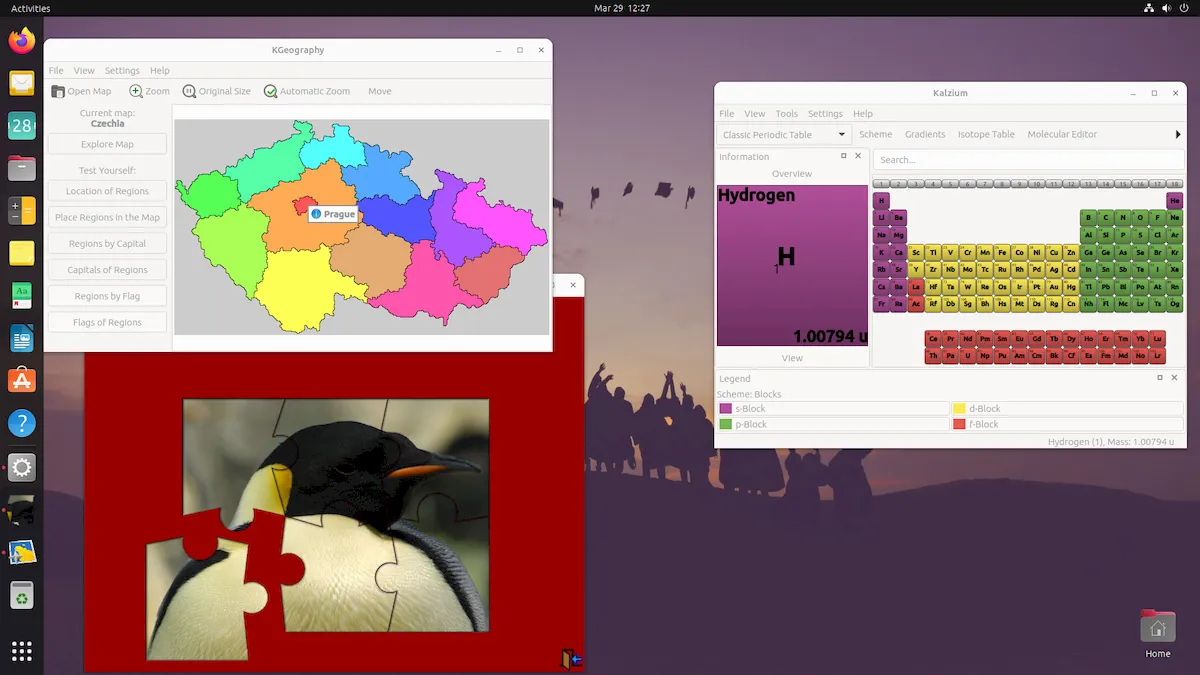 Activities
Mar 29 12:27
28
Aa
KGeography
File View Settings Help
Open Map Zoom Original Size Automatic Zoom Move
Current map:
Czechia
Explore Map
Test Yourself:
Location of Regions
Place Regions in the Map
Regions by Capital
Capitals of Regions
Regions by Flag
Flags of Regions
Prague
Kalzium
File View Tools Settings Help
Classic Periodic Table Scheme Gradients Isotope Table Molecular Editor
Information
Overview
Hydrogen
1H
1.00794 u
View
Search...
1 2 3 4 5 6 7 8 9 10 11 12 13 14 15 16 17 18
H He
Li Be B C N O F Ne
Na Mg Al Si P S Cl Ar
K Ca Sc Ti V Cr Mn Fe Co Ni Cu Zn Ga Ge As Se Br Kr
Rb Sr Y Zr Nb Mo Tc Ru Rh Pd Ag Cd In Sn Sb Te I Xe
Cs Ba La Hf Ta W Re Os Ir Pt Au Hg Tl Pb Bi Po At Rn
Fr Ra Ac Rf Db Sg Bh Hs Mt Ds Rg Cn Nh Fl Mc Lv Ts Og
Ce Pr Nd Pm Sm Eu Gd Tb Dy Ho Er Tm Yb Lu
Th Pa U Np Pu Am Cm Bk Cf Es Fm Md No Lr
Legend
Scheme: Blocks
s-Block d-Block
p-Block f-Block
Hydrogen (1), Mass: 1.00794 u
Home